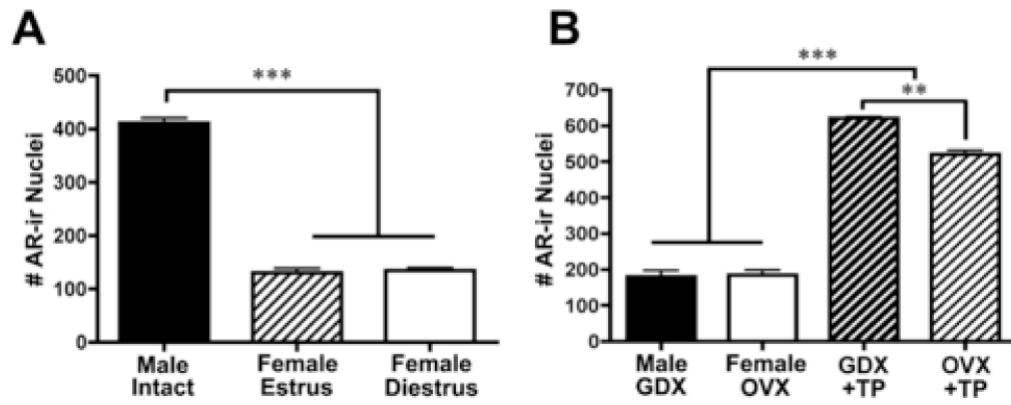 A
# AR-ir Nuclei
500
400
300
200
100
0
***
Male
Intact
Female
Estrus
Female
Diestrus
B
# AR-ir Nuclei
700
600
500
400
300
200
100
0
***
**
Male
GDX
Female
OVX
GDX
+TP
OVX
+TP